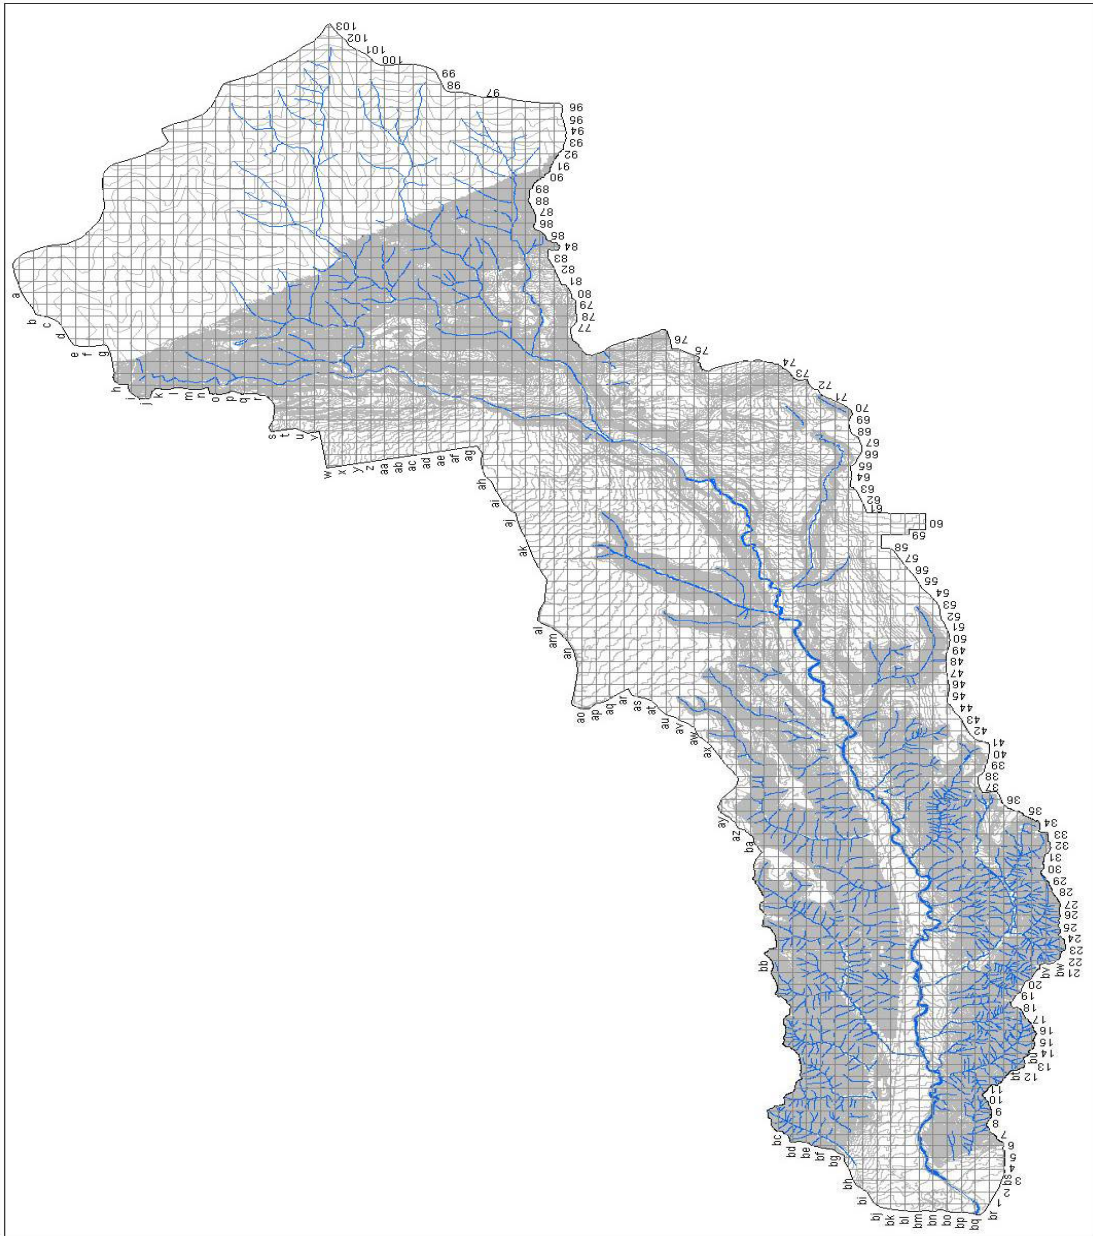 103
102
101
100
99
98
97
96
95
94
93
92
91
90
89
88
87
86
85
84
83
82
81
80
79
78
77
76
75
74
73
72
71
70
69
68
67
66
65
64
63
62
61
60
59
58
57
56
55
54
53
52
51
50
49
48
47
46
45
44
43
42
41
40
39
38
37
36
35
34
33
32
31
30
29
28
27
26
25
24
23
22
21
20
19
18
17
16
15
14
13
12
11
10
9
8
7
6
5
4
3
2
1
a
b
c
d
e
f
g
h
i
j
k
l
m
n
o
p
q
r
s
t
u
v
w
x
y
z
aa
ab
ac
ad
ae
af
ag
ah
ai
aj
ak
al
am
an
ao
ap
aq
ar
as
at
au
av
aw
ax
ay
az
ba
bb
bc
bd
be
bf
bg
bh
bi
bj
bk
bl
bm
bn
bo
bp
bq
br
bs
bt
bu
bv
bw